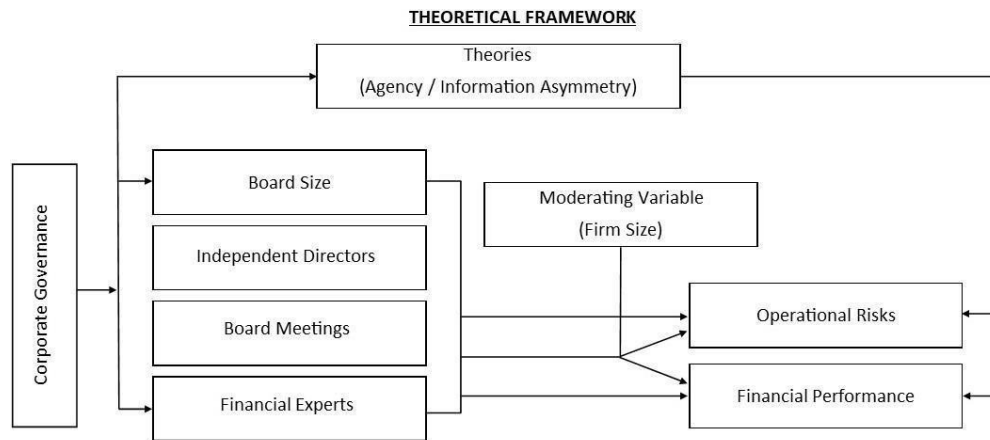 THEORETICAL FRAMEWORK
Theories
(Agency / Information Asymmetry)
Corporate Governance
Board Size
Independent Directors
Board Meetings
Financial Experts
Moderating Variable
(Firm Size)
Operational Risks
Financial Performance